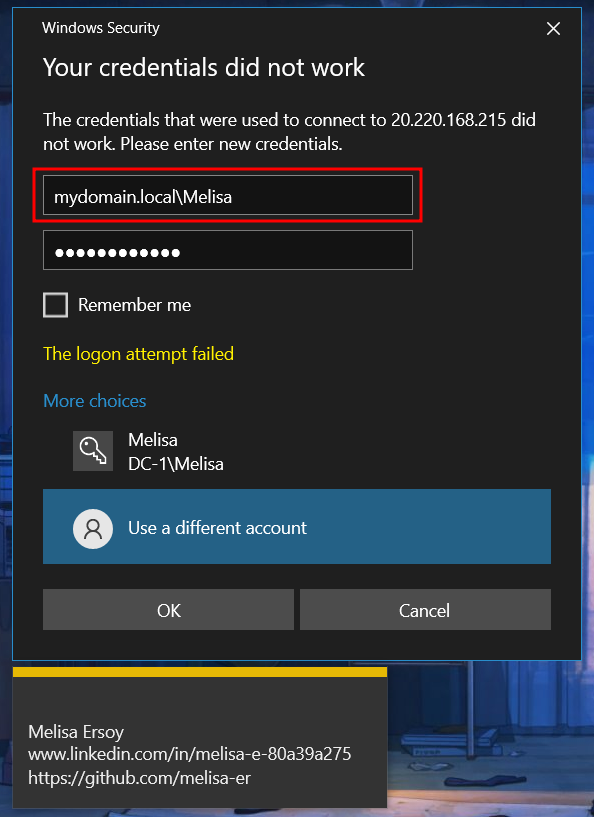 Windows Security
Your credentials did not work
The credentials that were used to connect to 20.220.168.215 did
not work. Please enter new credentials.
mydomain.local\Melisa
●●●●●●●●●●●●
Remember me
The logon attempt failed
More choices
Melisa
DC-1\Melisa
Use a different account
OK
Cancel
Melisa Ersoy
www.linkedin.com/in/melisa-e-80a39a275
https://github.com/melisa-er